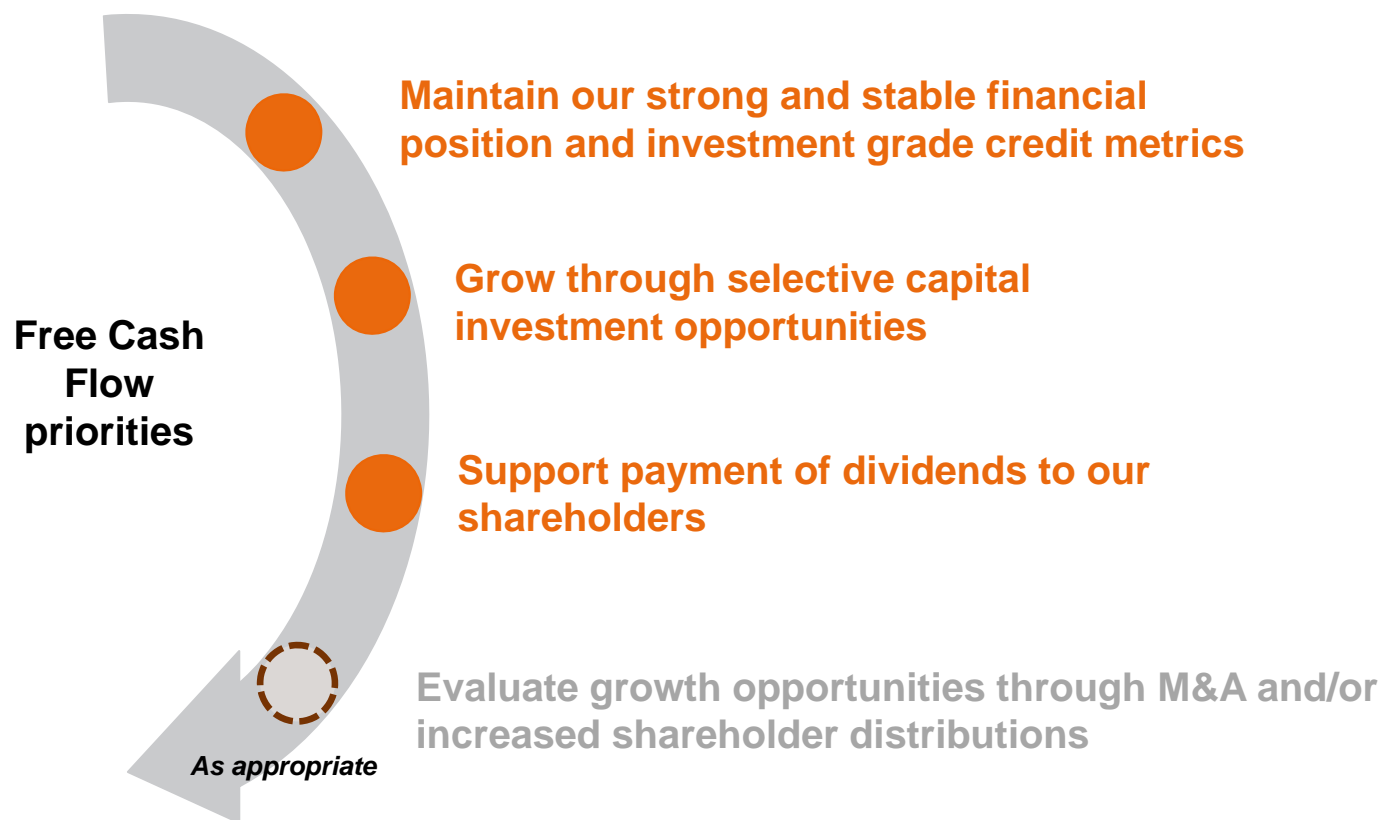 Maintain our strong and stable financial
position and investment grade credit metrics
Grow through selective capital
investment opportunities
Free Cash
Flow
priorities
Support payment of dividends to our
shareholders
Evaluate growth opportunities through M&A and/or
increased shareholder distributions
As appropriate